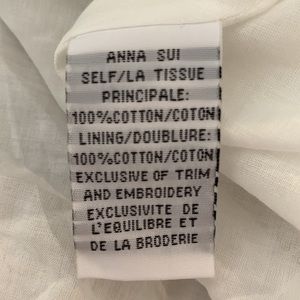 ANNA SUI
SELF/LA TISSUE
PRINCIPALE:
100%COTTON/COTON
LINING/DOUBLURE:
100%COTTON/COTON
EXCLUSIVE OF TRIM
AND EMBROIDERY
EXCLUSIVITE DE
L'EQUILIBRE ET
DE LA BRODERIE